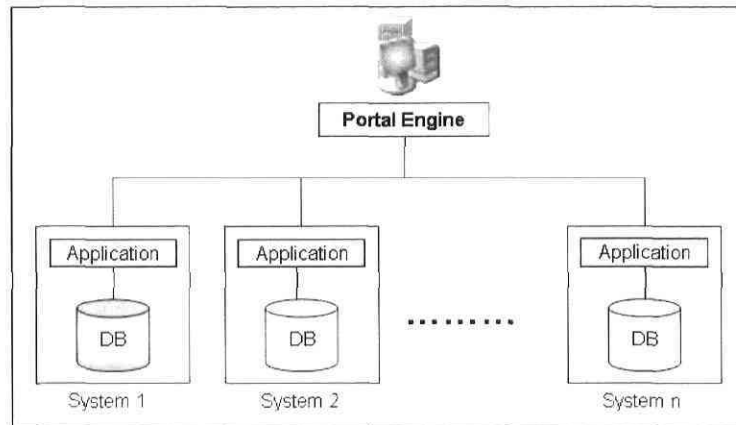 Portal Engine
Application
Application
Application
DB
DB
.........
DB
System 1
System 2
System n